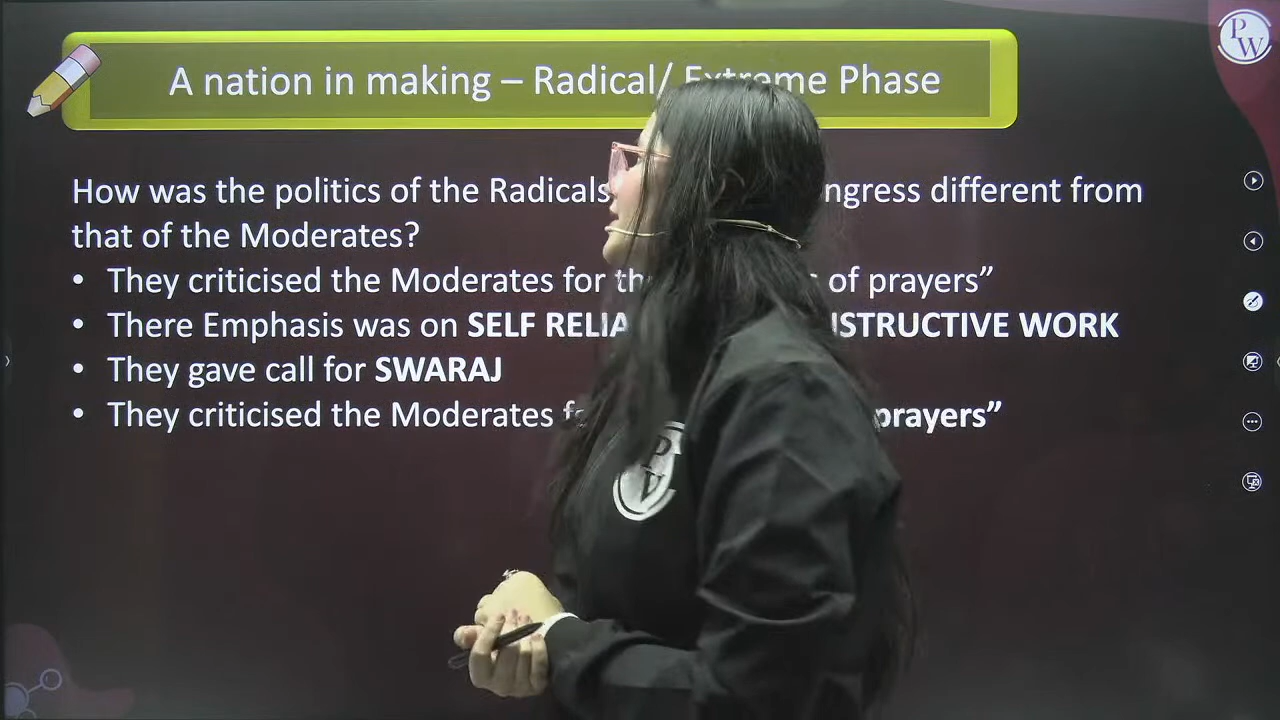 A nation in making – Radical/ Extreme Phase
PW
How was the politics of the Radicals ngress different from
that of the Moderates?
• They criticised the Moderates for of prayers”
• There Emphasis was on SELF RELIA NSTRUCTIVE WORK
• They gave call for SWARAJ
• They criticised the Moderates prayers”
P